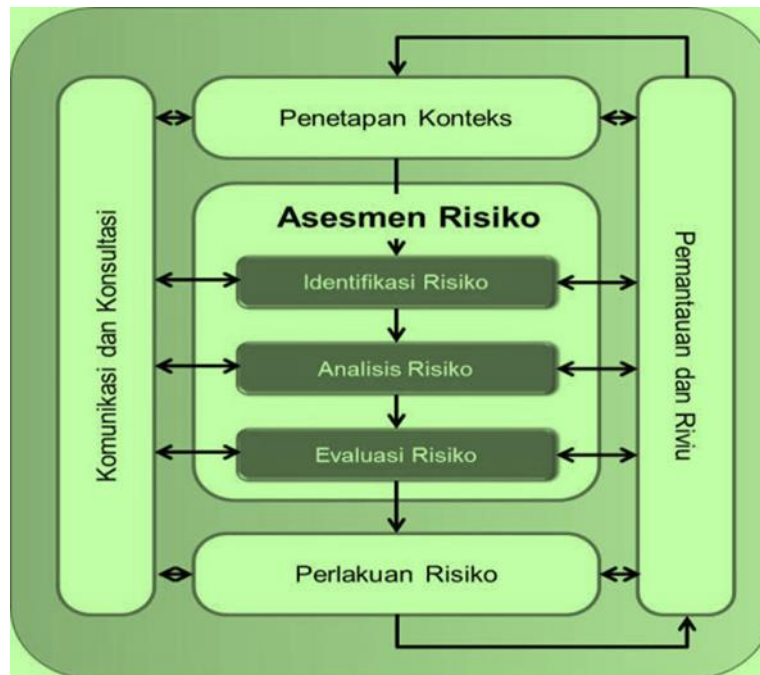 Penetapan Konteks
Komunikasi dan Konsultasi
Asesmen Risiko
Identifikasi Risiko
Analisis Risiko
Evaluasi Risiko
Pemantauan dan Riviu
Perlakuan Risiko